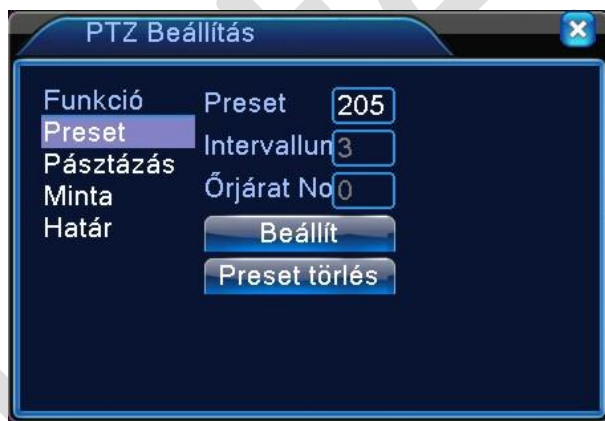 PTZ Beállítás
Funkció
Preset
Pásztázás
Minta
Határ
Preset 205
Intervallun 3
Őrjárat No 0
Beállít
Preset törlés